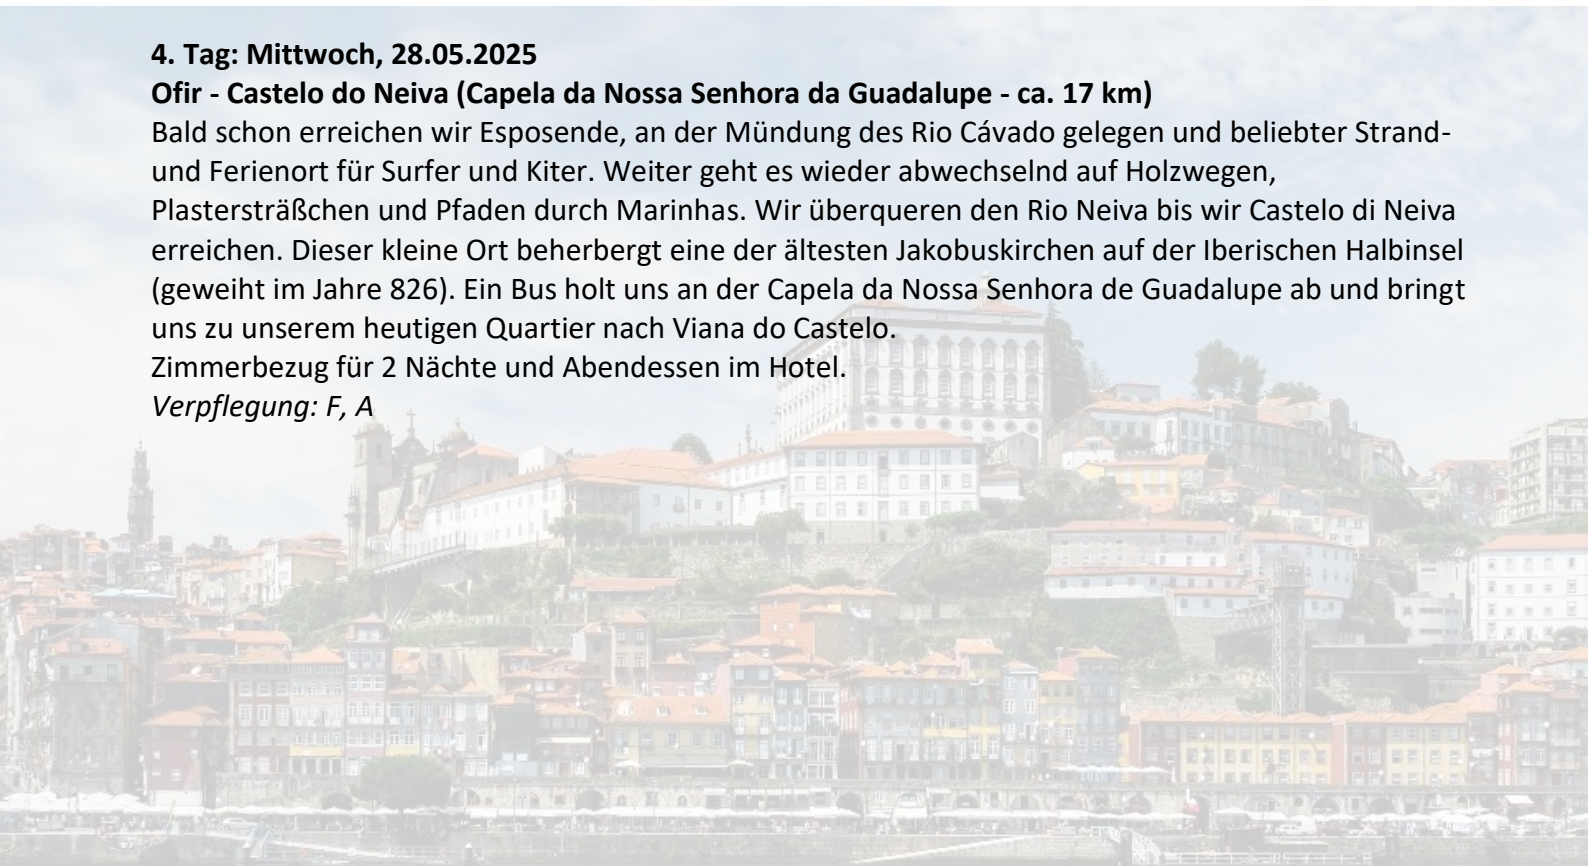 4. Tag: Mittwoch, 28.05.2025
Ofir - Castelo do Neiva (Capela da Nossa Senhora da Guadalupe - ca. 17 km)
Bald schon erreichen wir Esposende, an der Mündung des Rio Cávado gelegen und beliebter Strand-
und Ferienort für Surfer und Kiter. Weiter geht es wieder abwechselnd auf Holzwegen,
Plastersträßchen und Pfaden durch Marinhas. Wir überqueren den Rio Neiva bis wir Castelo di Neiva
erreichen. Dieser kleine Ort beherbergt eine der ältesten Jakobuskirchen auf der Iberischen Halbinsel
(geweiht im Jahre 826). Ein Bus holt uns an der Capela da Nossa Senhora de Guadalupe ab und bringt
uns zu unserem heutigen Quartier nach Viana do Castelo.
Zimmerbezug für 2 Nächte und Abendessen im Hotel.
Verpflegung: F, A